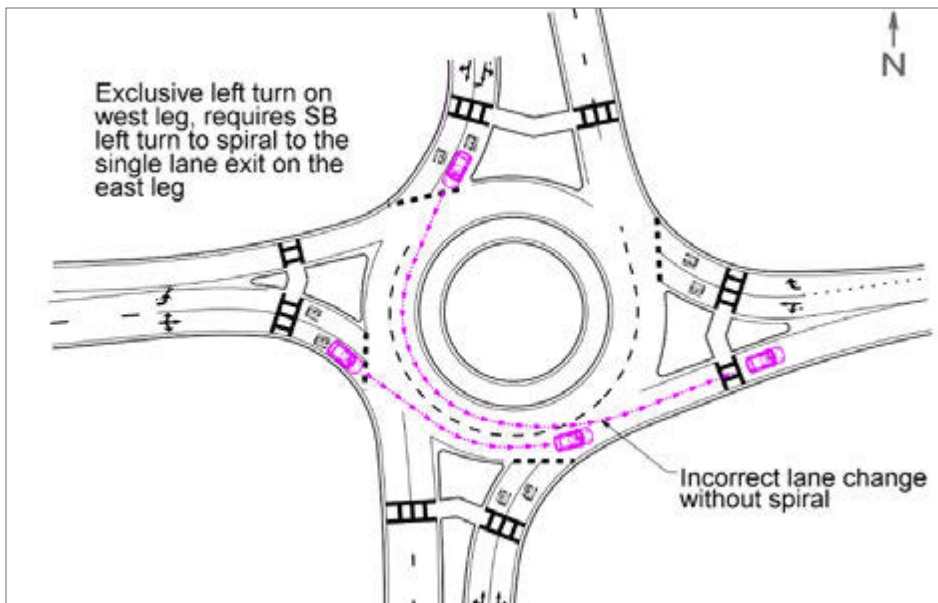 N
Exclusive left turn on
west leg, requires SB
left turn to spiral to the
single lane exit on the
east leg
Incorrect lane change
without spiral